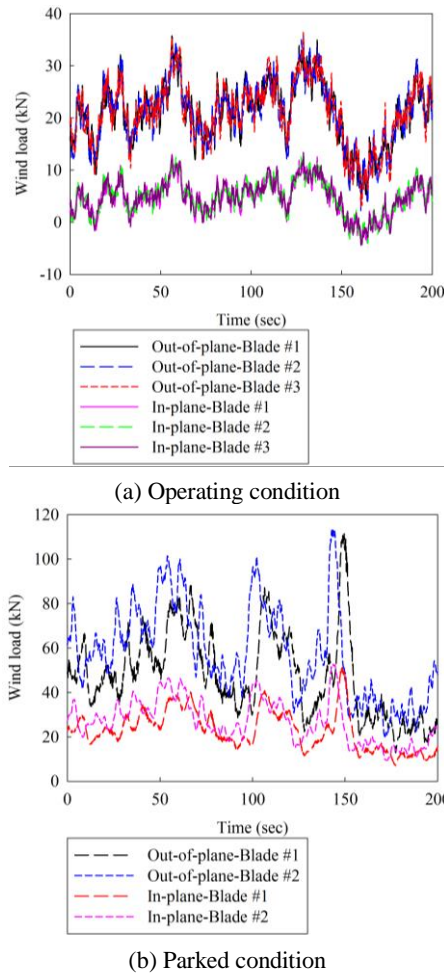 40
30
20
10
0
-10
Wind load (kN)
0 50 100 150 200
Time (sec)
Out-of-plane-Blade #1
Out-of-plane-Blade #2
Out-of-plane-Blade #3
In-plane-Blade #1
In-plane-Blade #2
In-plane-Blade #3
(a) Operating condition
120
100
80
60
40
20
0
Wind load (kN)
0 50 100 150 200
Time (sec)
Out-of-plane-Blade #1
Out-of-plane-Blade #2
In-plane-Blade #1
In-plane-Blade #2
(b) Parked condition